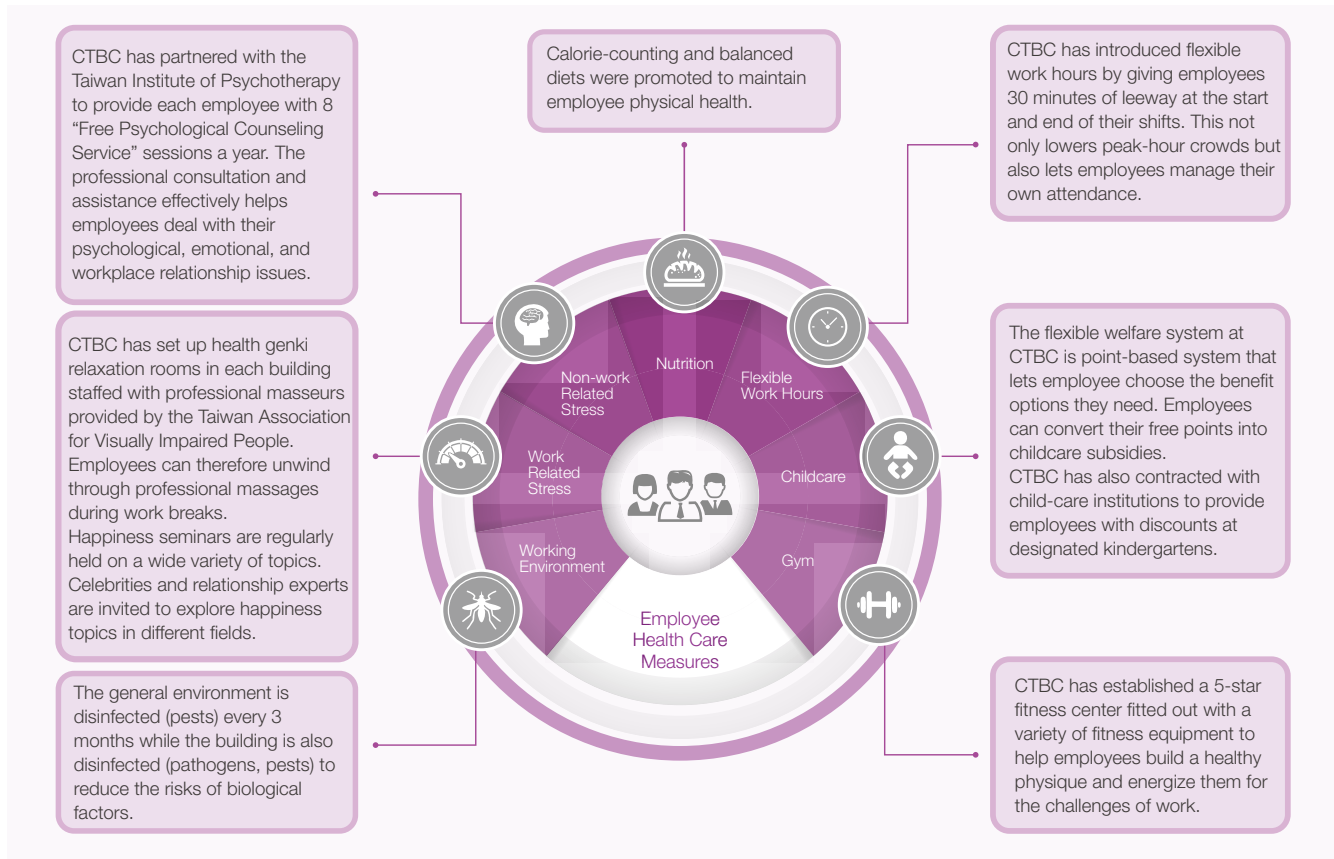 CTBC has partnered with the
Taiwan Institute of Psychotherapy
to provide each employee with 8
“Free Psychological Counseling
Service” sessions a year. The
professional consultation and
assistance effectively helps
employees deal with their
psychological, emotional, and
workplace relationship issues.
CTBC has set up health genki
relaxation rooms in each building
staffed with professional masseurs
provided by the Taiwan Association
for Visually Impaired People.
Employees can therefore unwind
through professional massages
during work breaks.
Happiness seminars are regularly
held on a wide variety of topics.
Celebrities and relationship experts
are invited to explore happiness
topics in different fields.
The general environment is
disinfected (pests) every 3
months while the building is also
disinfected (pathogens, pests) to
reduce the risks of biological
factors.
Calorie-counting and balanced
diets were promoted to maintain
employee physical health.
Nutrition
Non-work
Related
Stress
Flexible
Work Hours
Work
Related
Stress
Childcare
Working
Environment
Gym
Employee
Health Care
Measures
CTBC has introduced flexible
work hours by giving employees
30 minutes of leeway at the start
and end of their shifts. This not
only lowers peak-hour crowds but
also lets employees manage their
own attendance.
The flexible welfare system at
CTBC is point-based system that
lets employee choose the benefit
options they need. Employees
can convert their free points into
childcare subsidies.
CTBC has also contracted with
child-care institutions to provide
employees with discounts at
designated kindergartens.
CTBC has established a 5-star
fitness center fitted out with a
variety of fitness equipment to
help employees build a healthy
physique and energize them for
the challenges of work.